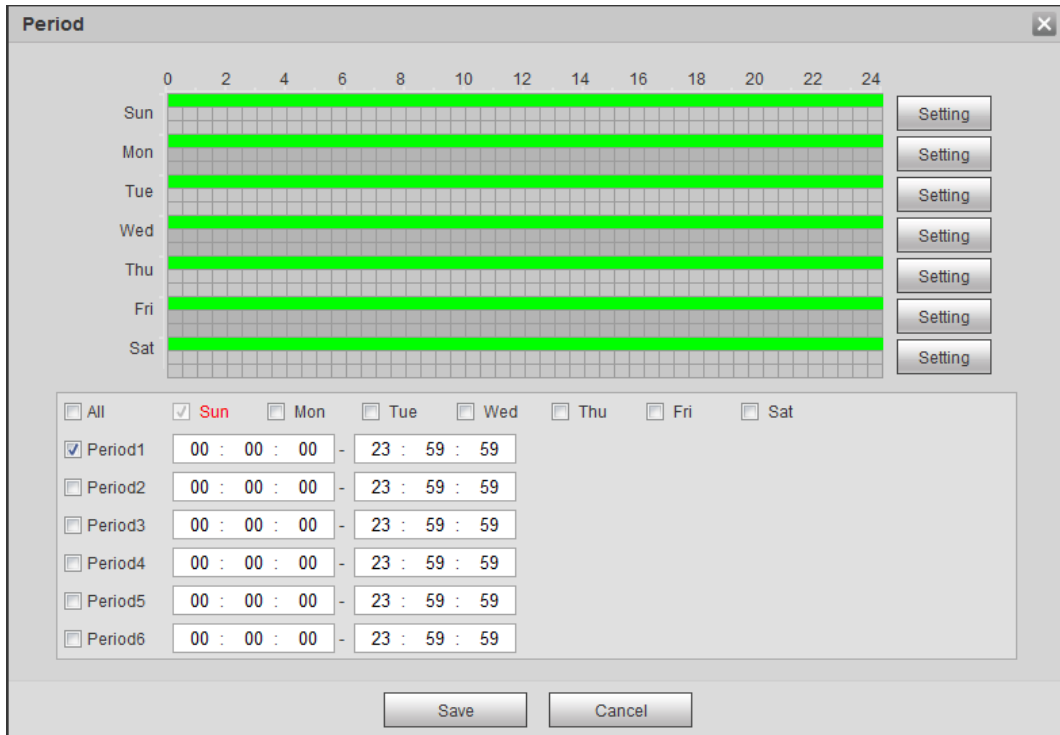 Period
0 2 4 6 8 10 12 14 16 18 20 22 24
Sun Setting
Mon Setting
Tue Setting
Wed Setting
Thu Setting
Fri Setting
Sat Setting
All Sun Mon Tue Wed Thu Fri Sat
Period1 00 : 00 : 00 - 23 : 59 : 59
Period2 00 : 00 : 00 - 23 : 59 : 59
Period3 00 : 00 : 00 - 23 : 59 : 59
Period4 00 : 00 : 00 - 23 : 59 : 59
Period5 00 : 00 : 00 - 23 : 59 : 59
Period6 00 : 00 : 00 - 23 : 59 : 59
Save Cancel